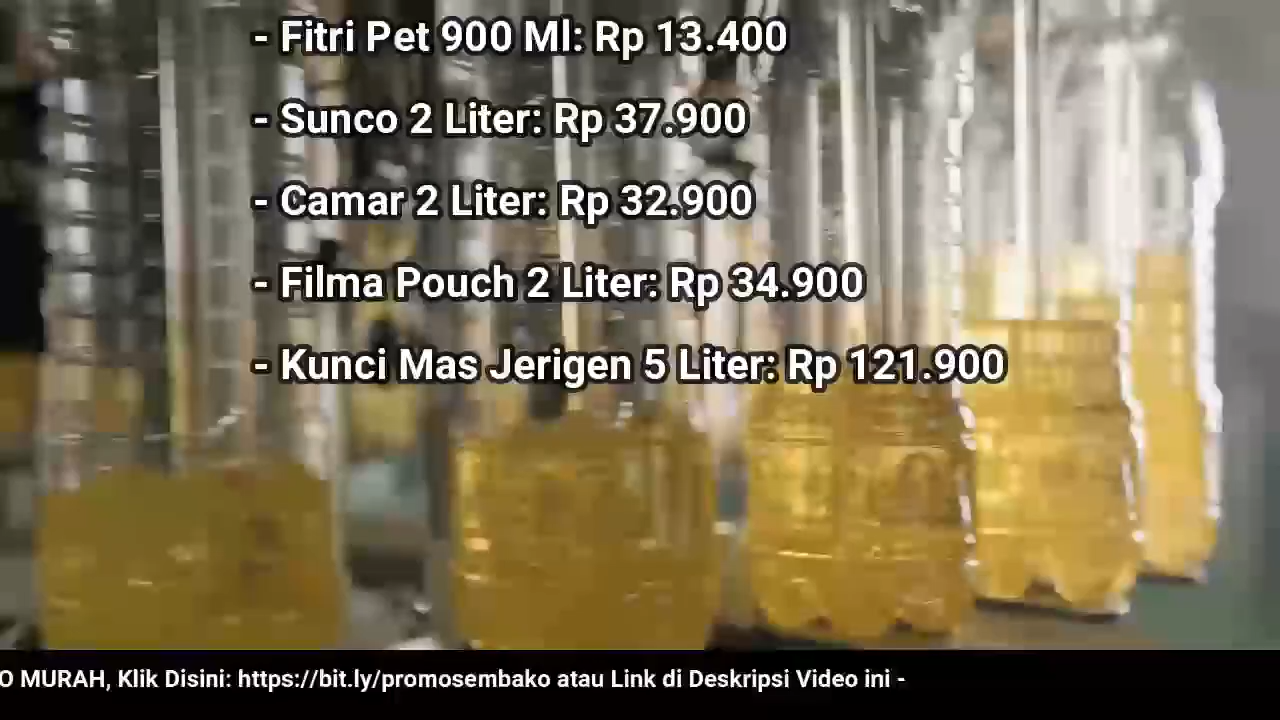 - Fitri Pet 900 Ml: Rp 13.400
- Sunco 2 Liter: Rp 37.900
- Camar 2 Liter: Rp 32.900
- Filma Pouch 2 Liter: Rp 34.900
- Kunci Mas Jerigen 5 Liter: Rp 121.900
O MURAH, Klik Disini: https://bit.ly/promosembako atau Link di Deskripsi Video ini -